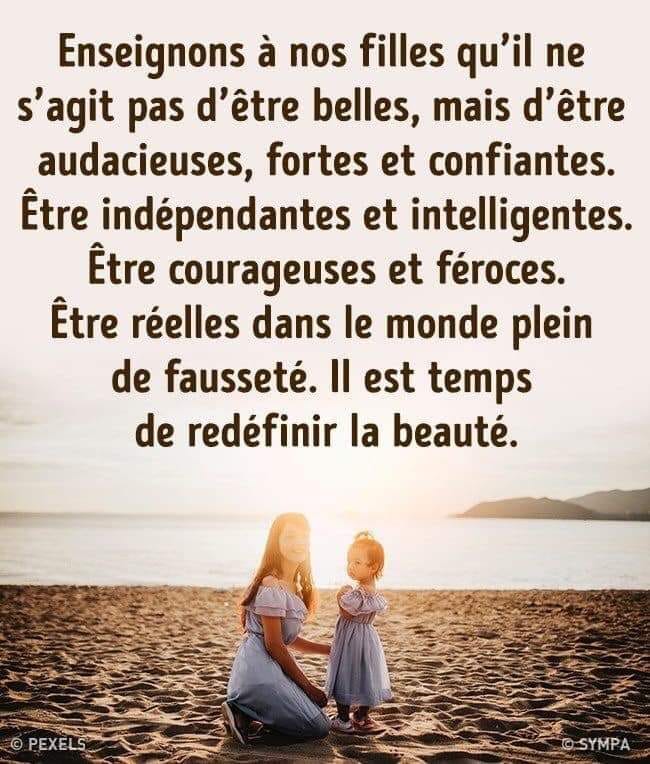 Enseignons à nos filles qu’il ne
s’agit pas d’être belles, mais d’être
audacieuses, fortes et confiantes.
Être indépendantes et intelligentes.
Être courageuses et féroces.
Être réelles dans le monde plein
de fausseté. Il est temps
de redéfinir la beauté.
© PEXELS
© SYMPA